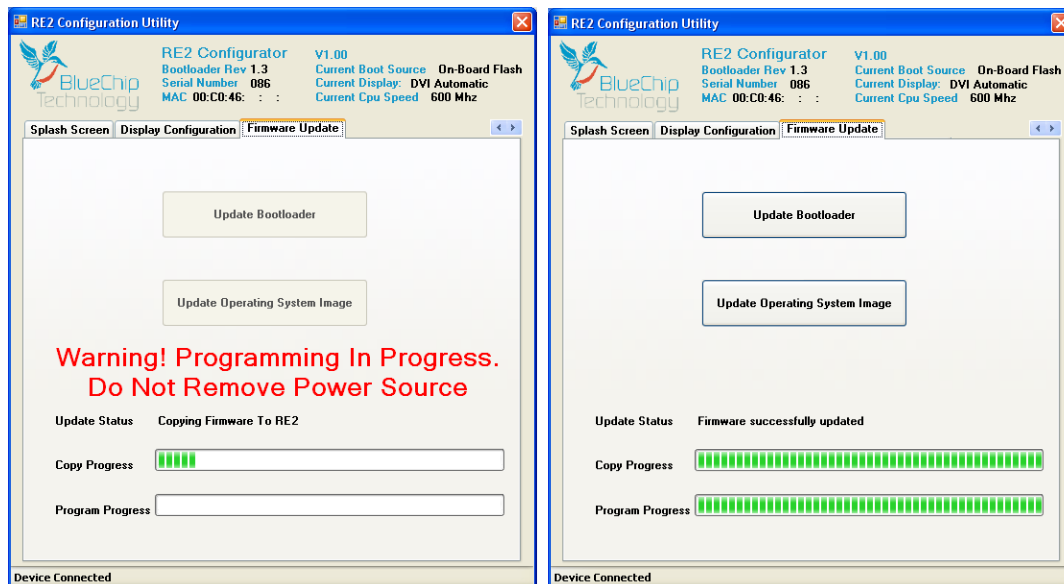 RE2 Configuration Utility
BlueChip
Technology
RE2 Configurator V1.00
Bootloader Rev 1.3 Current Boot Source On-Board Flash
Serial Number 086 Current Display: DVI Automatic
MAC 00:C0:46: : : Current Cpu Speed 600 Mhz
Splash Screen Display Configuration Firmware Update
Update Bootloader
Update Operating System Image
Warning! Programming In Progress.
Do Not Remove Power Source
Update Status Copying Firmware To RE2
Copy Progress
Program Progress
Device Connected
RE2 Configuration Utility
BlueChip
Technology
RE2 Configurator V1.00
Bootloader Rev 1.3 Current Boot Source On-Board Flash
Serial Number 086 Current Display: DVI Automatic
MAC 00:C0:46: : : Current Cpu Speed 600 Mhz
Splash Screen Display Configuration Firmware Update
Update Bootloader
Update Operating System Image
Update Status Firmware successfully updated
Copy Progress
Program Progress
Device Connected